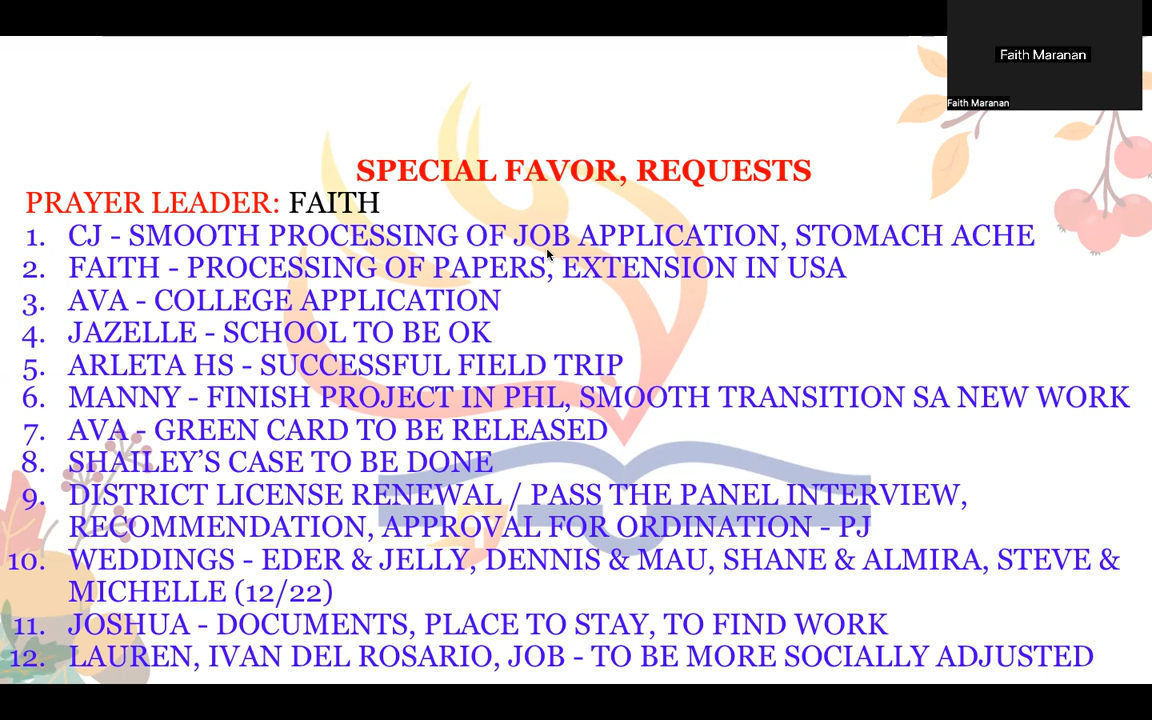 Faith Maranan
Faith Maranan
SPECIAL FAVOR, REQUESTS
PRAYER LEADER: FAITH
1. CJ - SMOOTH PROCESSING OF JOB APPLICATION, STOMACH ACHE
2. FAITH - PROCESSING OF PAPERS, EXTENSION IN USA
3. AVA - COLLEGE APPLICATION
4. JAZELLE - SCHOOL TO BE OK
5. ARLETA HS - SUCCESSFUL FIELD TRIP
6. MANNY - FINISH PROJECT IN PHL, SMOOTH TRANSITION SA NEW WORK
7. AVA - GREEN CARD TO BE RELEASED
8. SHAILEY'S CASE TO BE DONE
9. DISTRICT LICENSE RENEWAL / PASS THE PANEL INTERVIEW,
RECOMMENDATION, APPROVAL FOR ORDINATION - PJ
10. WEDDINGS - EDER & JELLY, DENNIS & MAU, SHANE & ALMIRA, STEVE &
MICHELLE (12/22)
11. JOSHUA - DOCUMENTS, PLACE TO STAY, TO FIND WORK
12. LAUREN, IVAN DEL ROSARIO, JOB - TO BE MORE SOCIALLY ADJUSTED